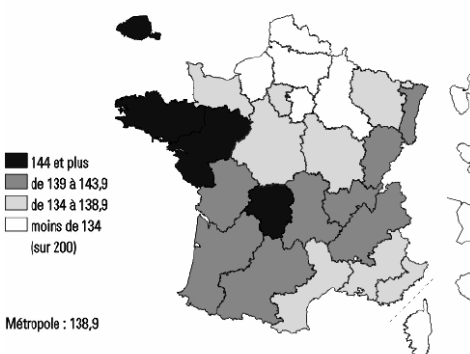 144 et plus
de 139 à 143,9
de 134 à 138,9
moins de 134
(sur 200)
Métropole : 138,9